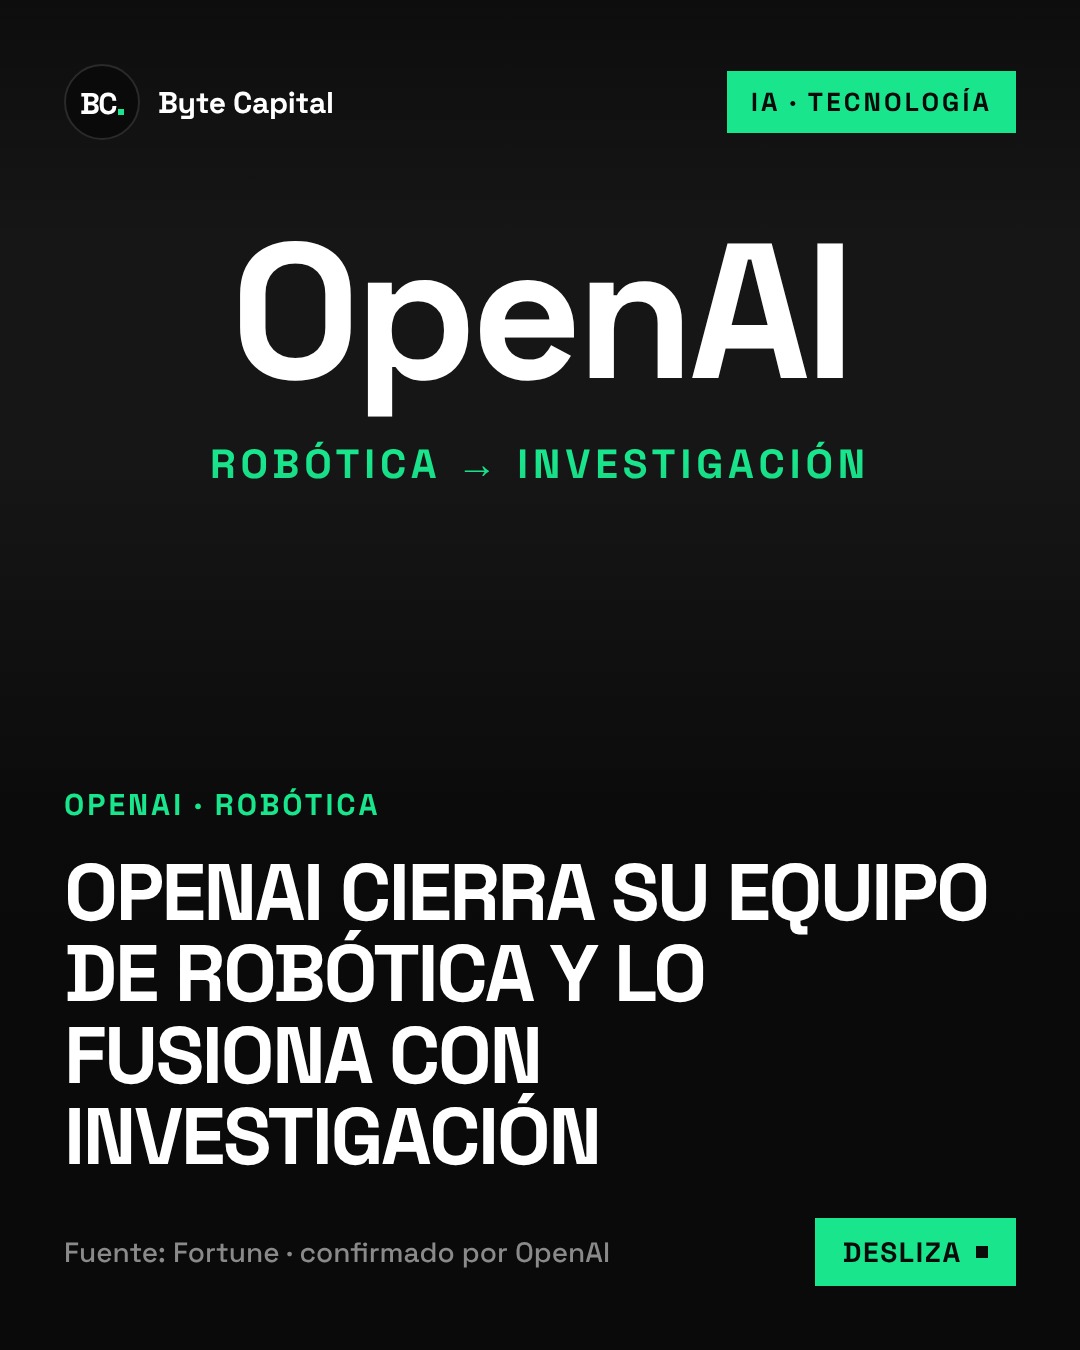 BC.
Byte Capital
IA · TECNOLOGÍA
OpenAI
ROBÓTICA → INVESTIGACIÓN
OPENAI · ROBÓTICA
OPENAI CIERRA SU EQUIPO
DE ROBÓTICA Y LO
FUSIONA CON
INVESTIGACIÓN
Fuente: Fortune · confirmado por OpenAI
DESLIZA